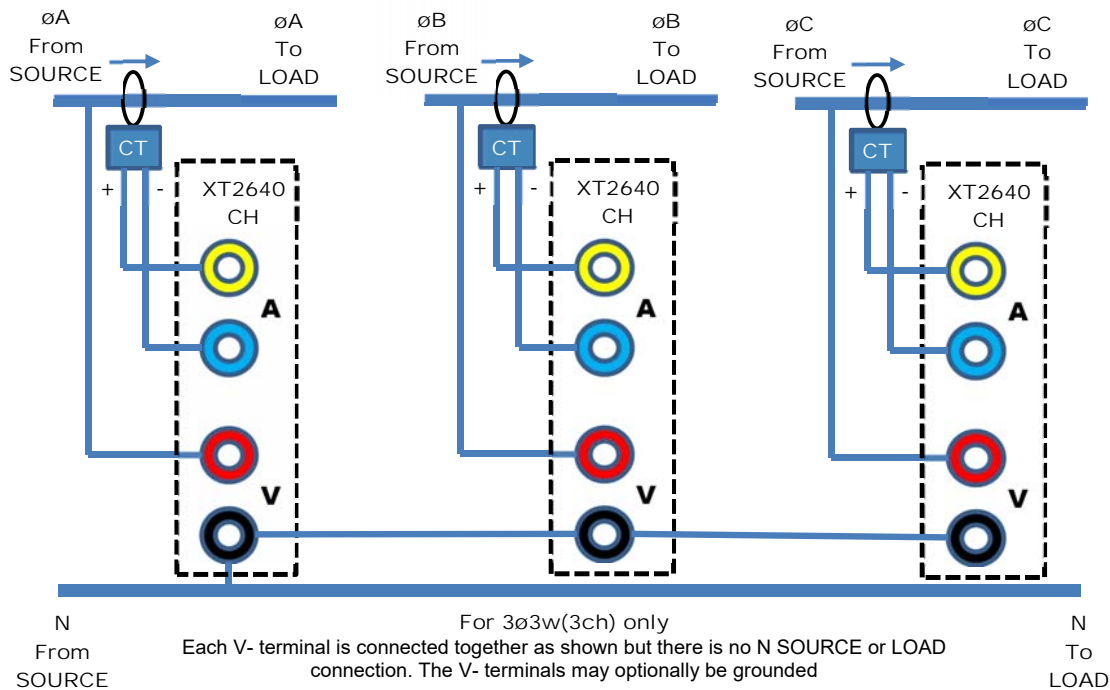 øA
From
SOURCE
øA
To
LOAD
øB
From
SOURCE
øB
To
LOAD
øC
From
SOURCE
øC
To
LOAD
CT
+ -
XT2640
CH
A
V
CT
+ -
XT2640
CH
A
V
CT
+ -
XT2640
CH
A
V
N
From
SOURCE
For 3ø3w(3ch) only
Each V- terminal is connected together as shown but there is no N SOURCE or LOAD
connection. The V- terminals may optionally be grounded
N
To
LOAD